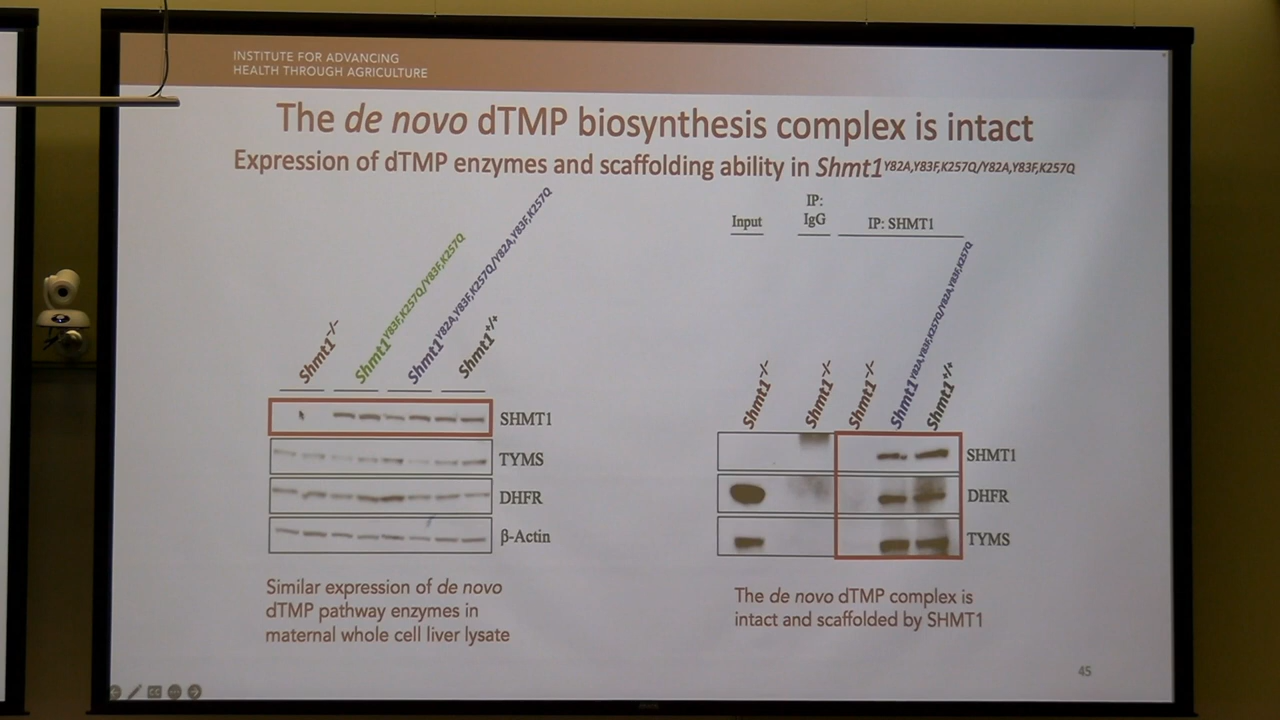 INSTITUTE FOR ADVANCING
HEALTH THROUGH AGRICULTURE
The de novo dTMP biosynthesis complex is intact
Expression of dTMP enzymes and scaffolding ability in Shmt1Y82A,Y83F,K257Q/Y82A,Y83F,K257Q
Shmt1-/-
Shmt1Y83F,K257Q/Y83F,K257Q
Shmt1Y82A,Y83F,K257Q/Y82A,Y83F,K257Q
Shmt1+/+
SHMT1
TYMS
DHFR
β-Actin
Similar expression of de novo
dTMP pathway enzymes in
maternal whole cell liver lysate
Input
IP:
IgG
IP: SHMT1
Shmt1-/-
Shmt1-/-
Shmt1-/-
Shmt1Y82A,Y83F,K257Q/Y82A,Y83F,K257Q
Shmt1+/+
SHMT1
DHFR
TYMS
The de novo dTMP complex is
intact and scaffolded by SHMT1
45